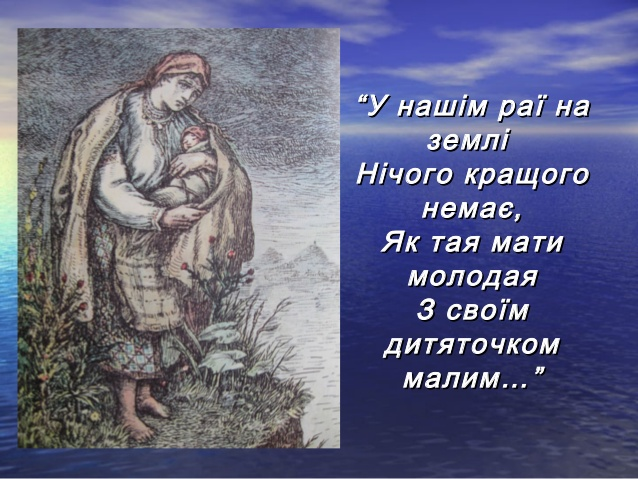 “У нашім раї на
землі
Нічого кращого
немає,
Як тая мати
молодая
З своїм
дитяточком
малим…”